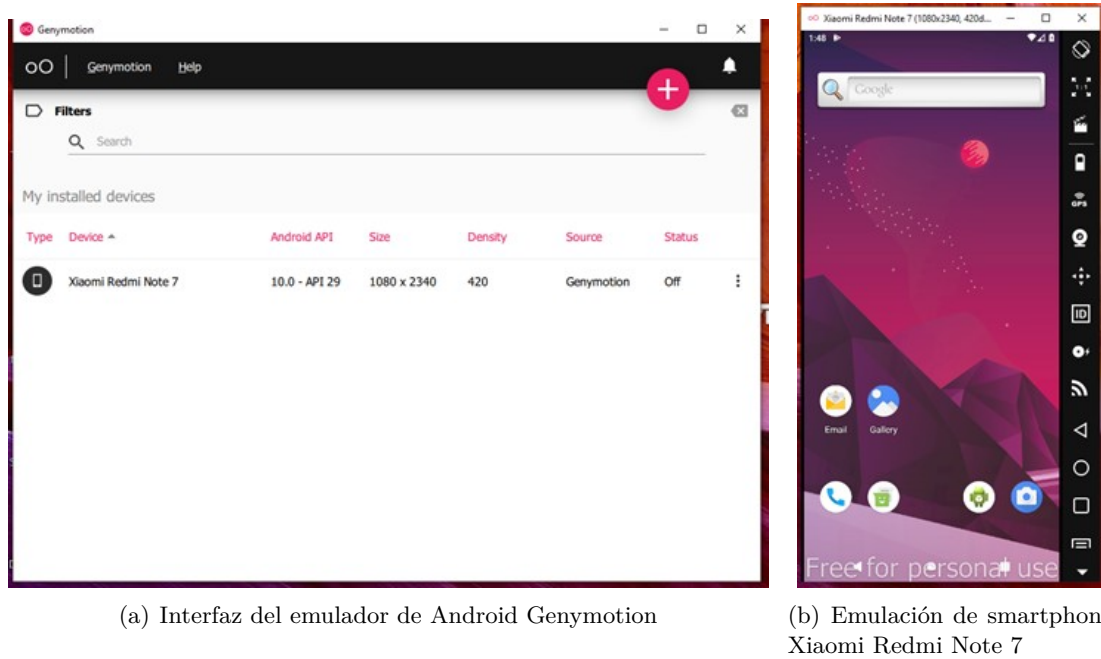 Genymotion
Genymotion Help
Filters
Search
My installed devices
Type Device Android API Size Density Source Status
Xiaomi Redmi Note 7 10.0 - API 29 1080 x 2340 420 Genymotion Off
(a) Interfaz del emulador de Android Genymotion
Xiaomi Redmi Note 7 (1080x2340, 420d...
1:48
Google
1:1
GPS
ID
Email Gallery
Free for personal use
(b) Emulación de smartphon
Xiaomi Redmi Note 7